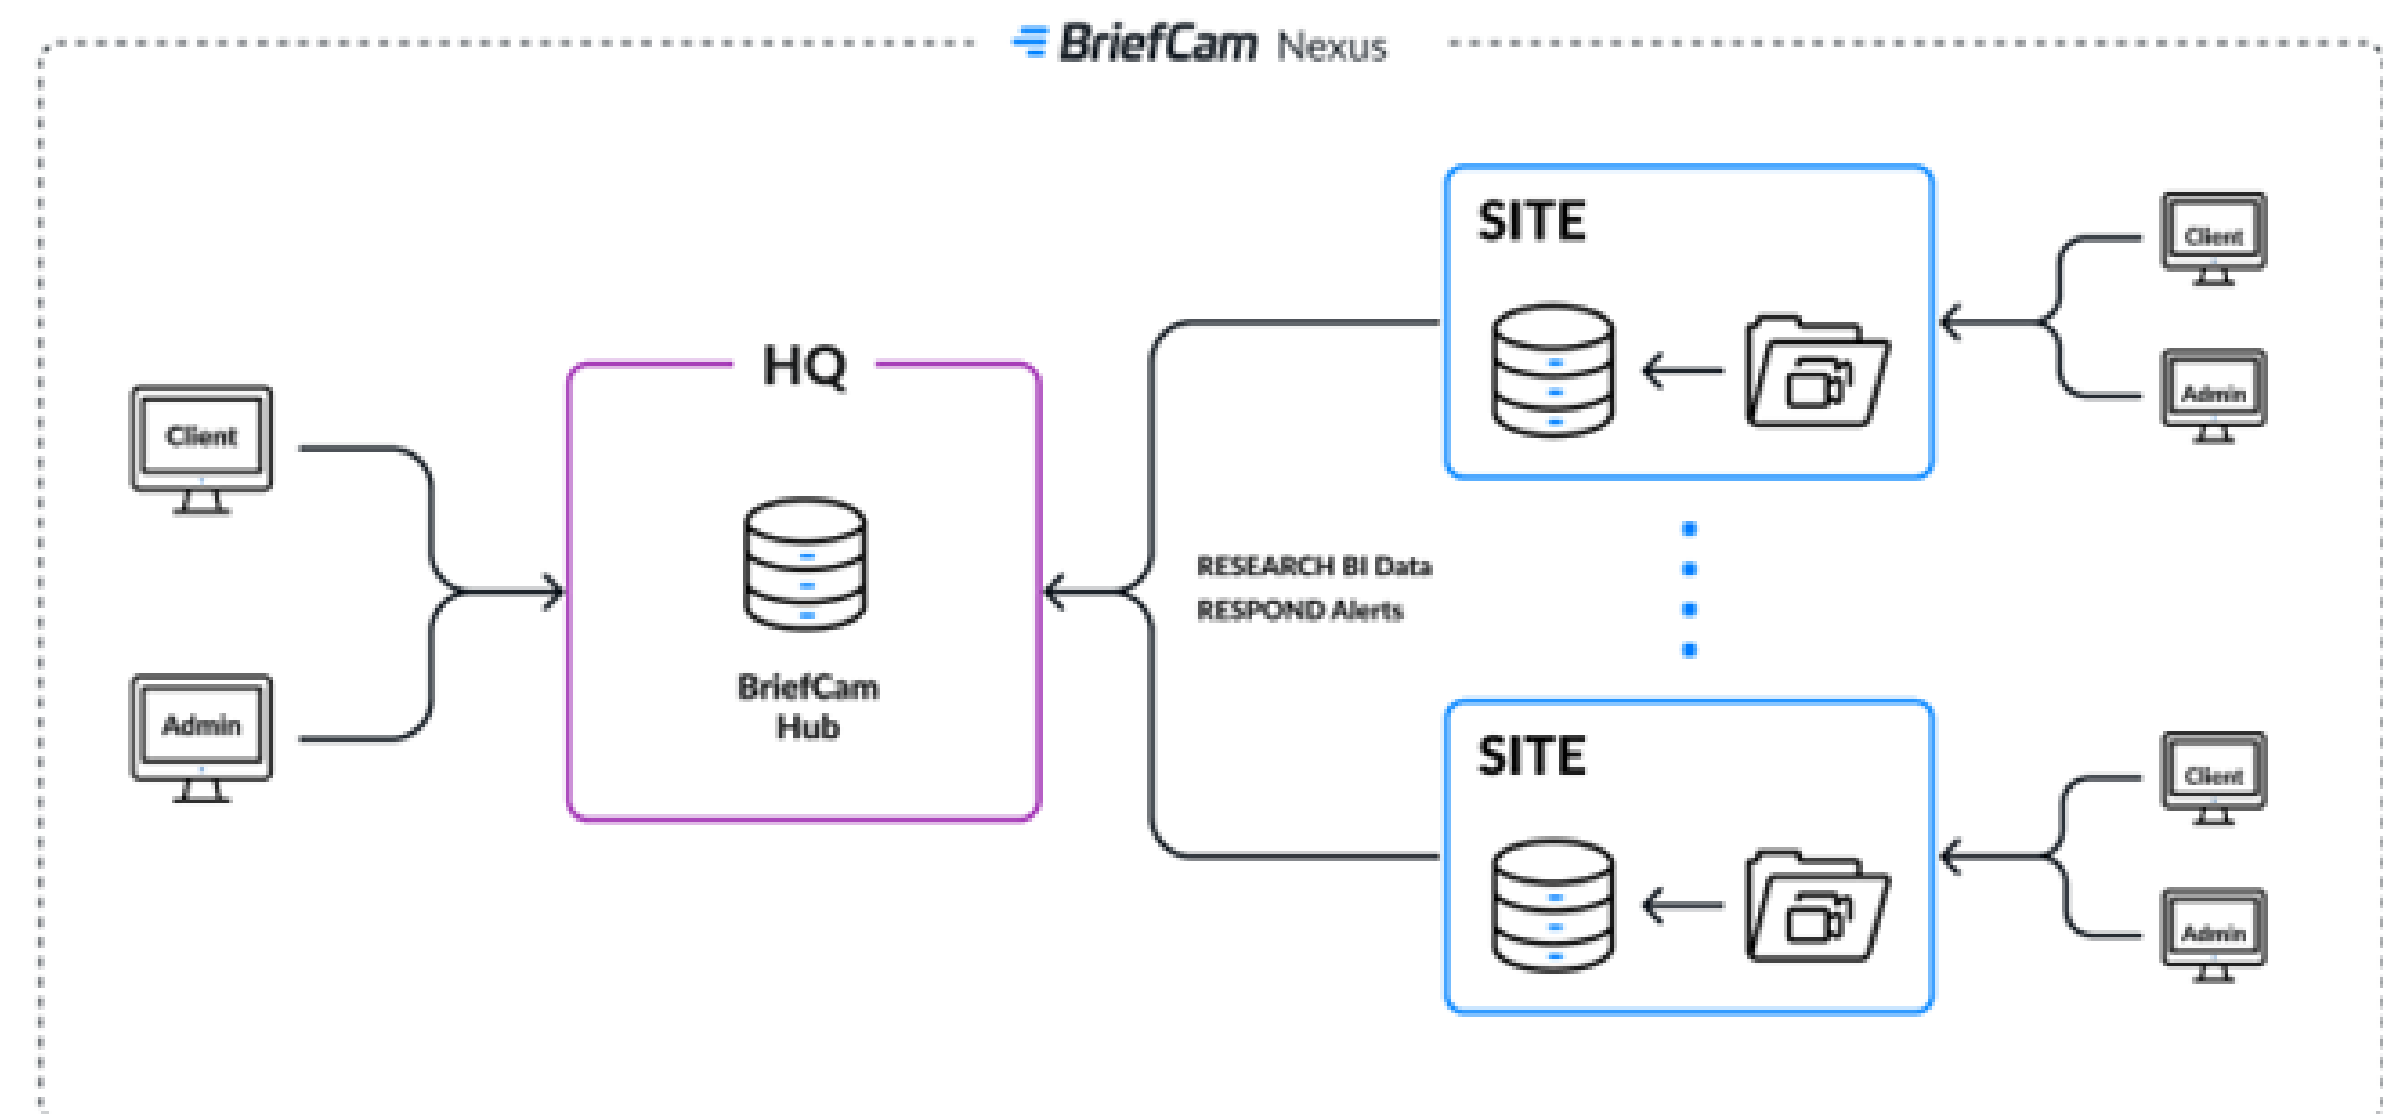 BriefCam Nexus
Client
Admin
HQ
BriefCam
Hub
RESEARCH BI Data
RESPOND Alerts
SITE
Client
Admin
SITE
Client
Admin